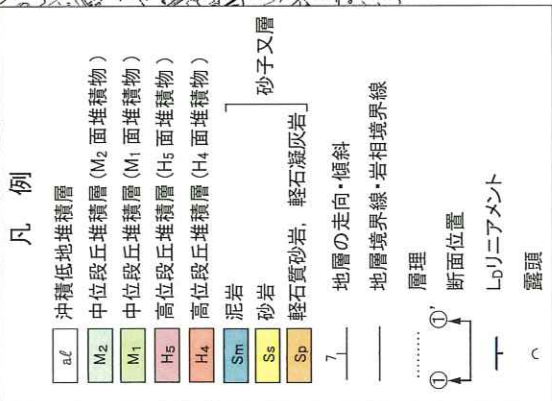 凡 例
aℓ 沖積低地堆積層
M2 中位段丘堆積層(M2 面堆積物)
M1 中位段丘堆積層(M1 面堆積物)
H5 高位段丘堆積層(H5 面堆積物)
H4 高位段丘堆積層(H4 面堆積物)
Sm 泥岩
Ss 砂岩
Sp 軽石質砂岩, 軽石凝灰岩
砂子又層
7 地層の走向・傾斜
地層境界線・岩相境界線
層理
① ①' 断面位置
LDリニアメント
露頭